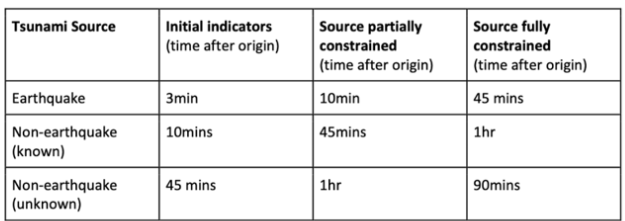 Tsunami Source
Initial indicators
(time after origin)
Source partially
constrained
(time after origin)
Source fully
constrained
(time after origin)
Earthquake
3min
10min
45 mins
Non-earthquake
(known)
10mins
45mins
1hr
Non-earthquake
(unknown)
45 mins
1hr
90mins